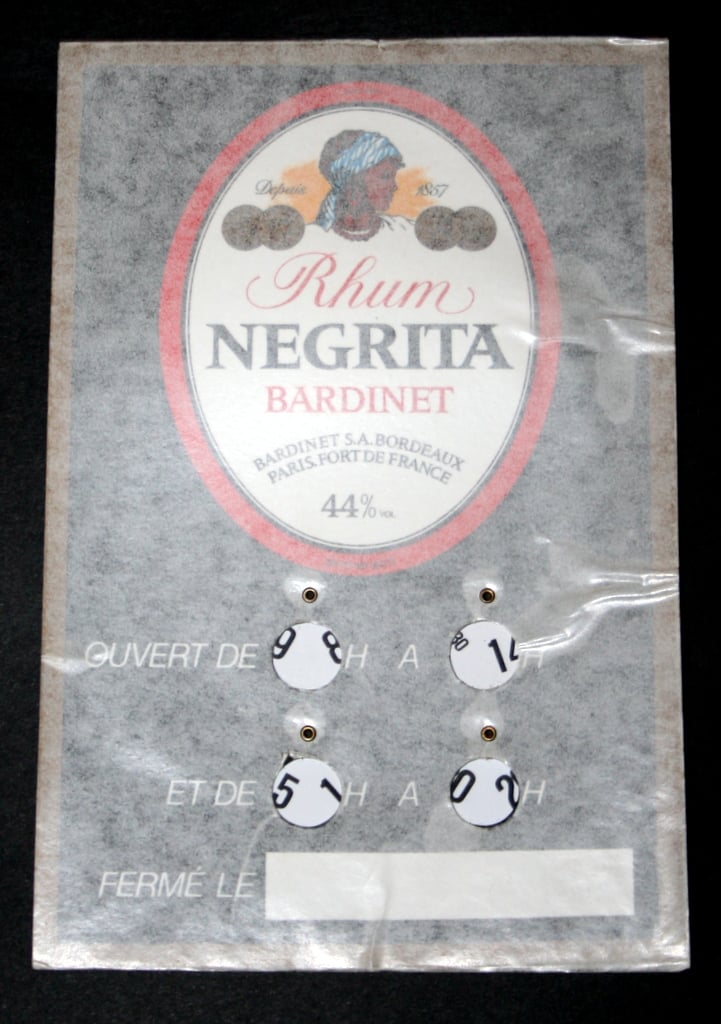 Depuis 1857
Rhum
NEGRITA
BARDINET
BARDINET S.A. BORDEAUX
PARIS. FORT DE FRANCE
44% VOL.
OUVERT DE 9 8 H A 30 14 H
ET DE 5 1 H A 0 2 H
FERMÉ LE